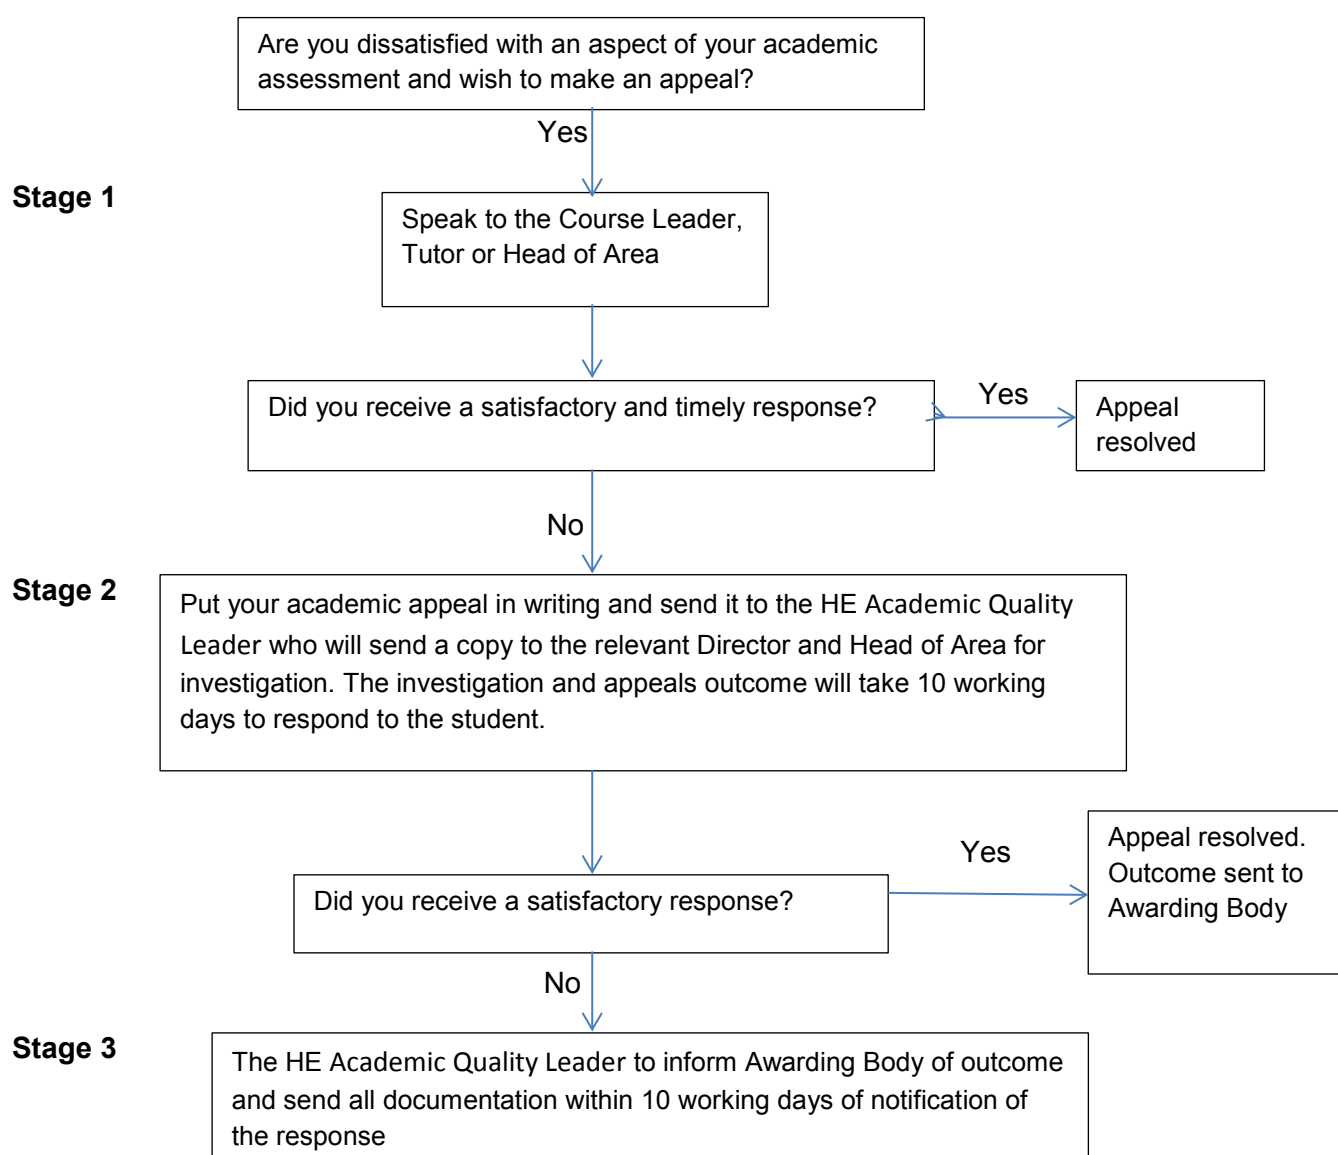 Are you dissatisfied with an aspect of your academic
assessment and wish to make an appeal?
Yes
Stage 1
Speak to the Course Leader,
Tutor or Head of Area
Did you receive a satisfactory and timely response?
Yes
Appeal
resolved
No
Stage 2
Put your academic appeal in writing and send it to the HE Academic Quality
Leader who will send a copy to the relevant Director and Head of Area for
investigation. The investigation and appeals outcome will take 10 working
days to respond to the student.
Did you receive a satisfactory response?
Yes
Appeal resolved.
Outcome sent to
Awarding Body
No
Stage 3
The HE Academic Quality Leader to inform Awarding Body of outcome
and send all documentation within 10 working days of notification of
the response